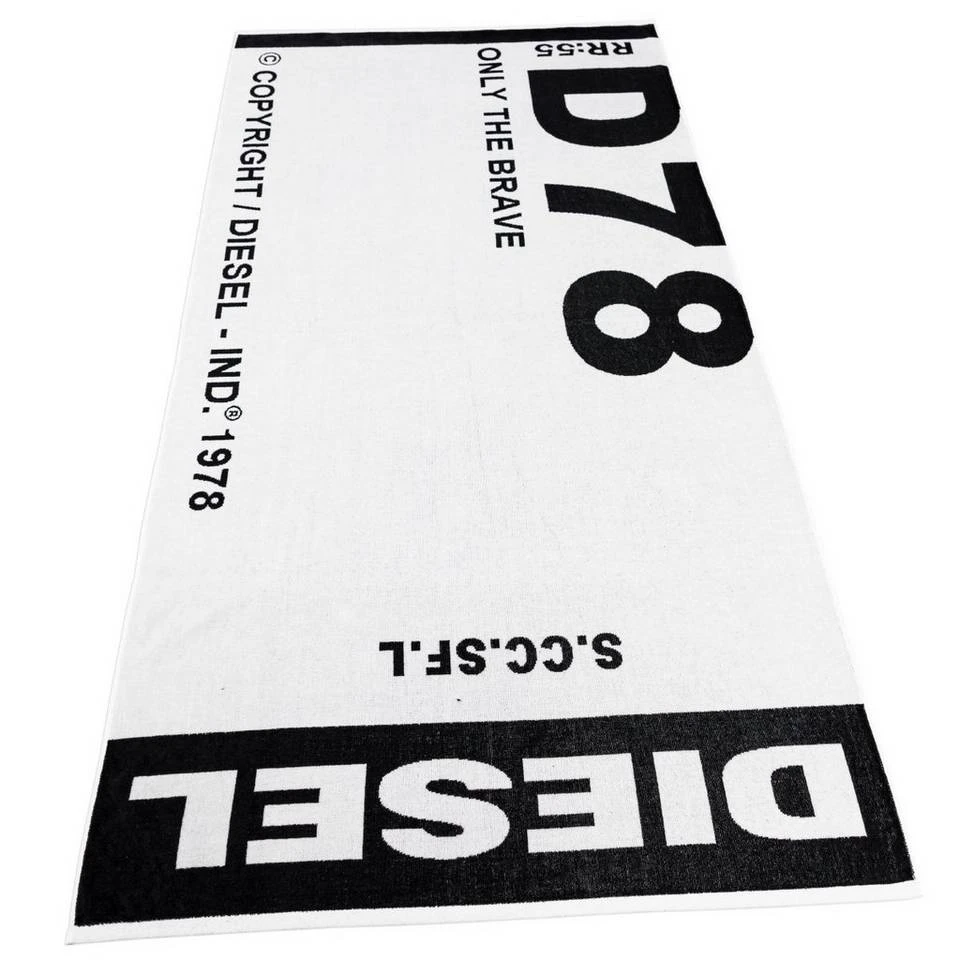 RR:55
D78
ONLY THE BRAVE
© COPYRIGHT / DIESEL - IND.® 1978
S.CC.SF.L
DIESEL